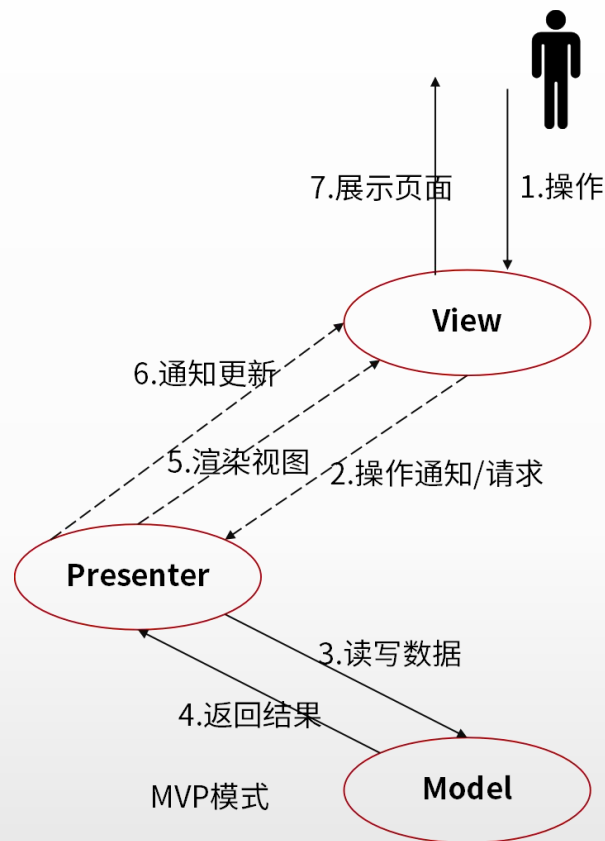 7.展示页面
1.操作
View
6.通知更新
5.渲染视图
2.操作通知/请求
Presenter
3.读写数据
4.返回结果
Model
MVP模式